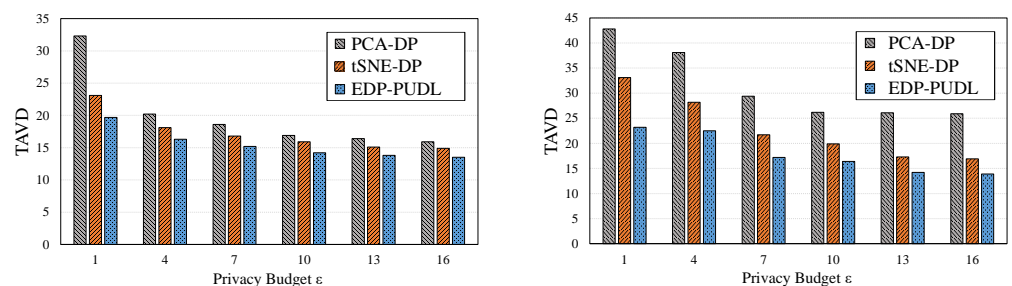 35
30
25
20
15
10
5
0
TAVD
PCA-DP
tSNE-DP
EDP-PUDL
1 4 7 10 13 16
Privacy Budget ε
45
40
35
30
25
20
15
10
5
0
TAVD
PCA-DP
tSNE-DP
EDP-PUDL
1 4 7 10 13 16
Privacy Budget ε